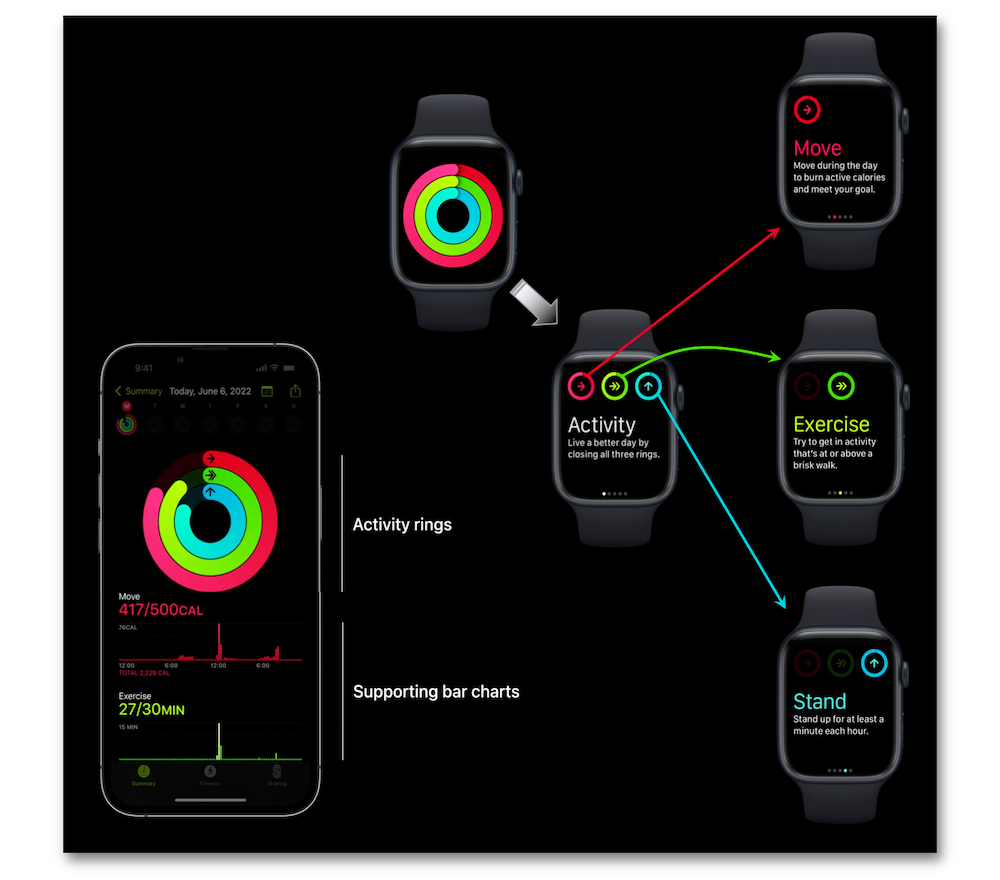 Move
Move during the day
to burn active calories
and meet your goal.
Activity
Live a better day by
closing all three rings.
Exercise
Try to get in activity
that's at or above a
brisk walk.
Stand
Stand up for at least a
minute each hour.
9:41
Summary Today, June 6, 2022
M T W T F S S
Activity rings
Move
417/500CAL
76CAL
12:00 6:00 12:00 6:00
TOTAL 2,229 CAL
Supporting bar charts
Exercise
27/30MIN
15 MIN
Summary Sharing